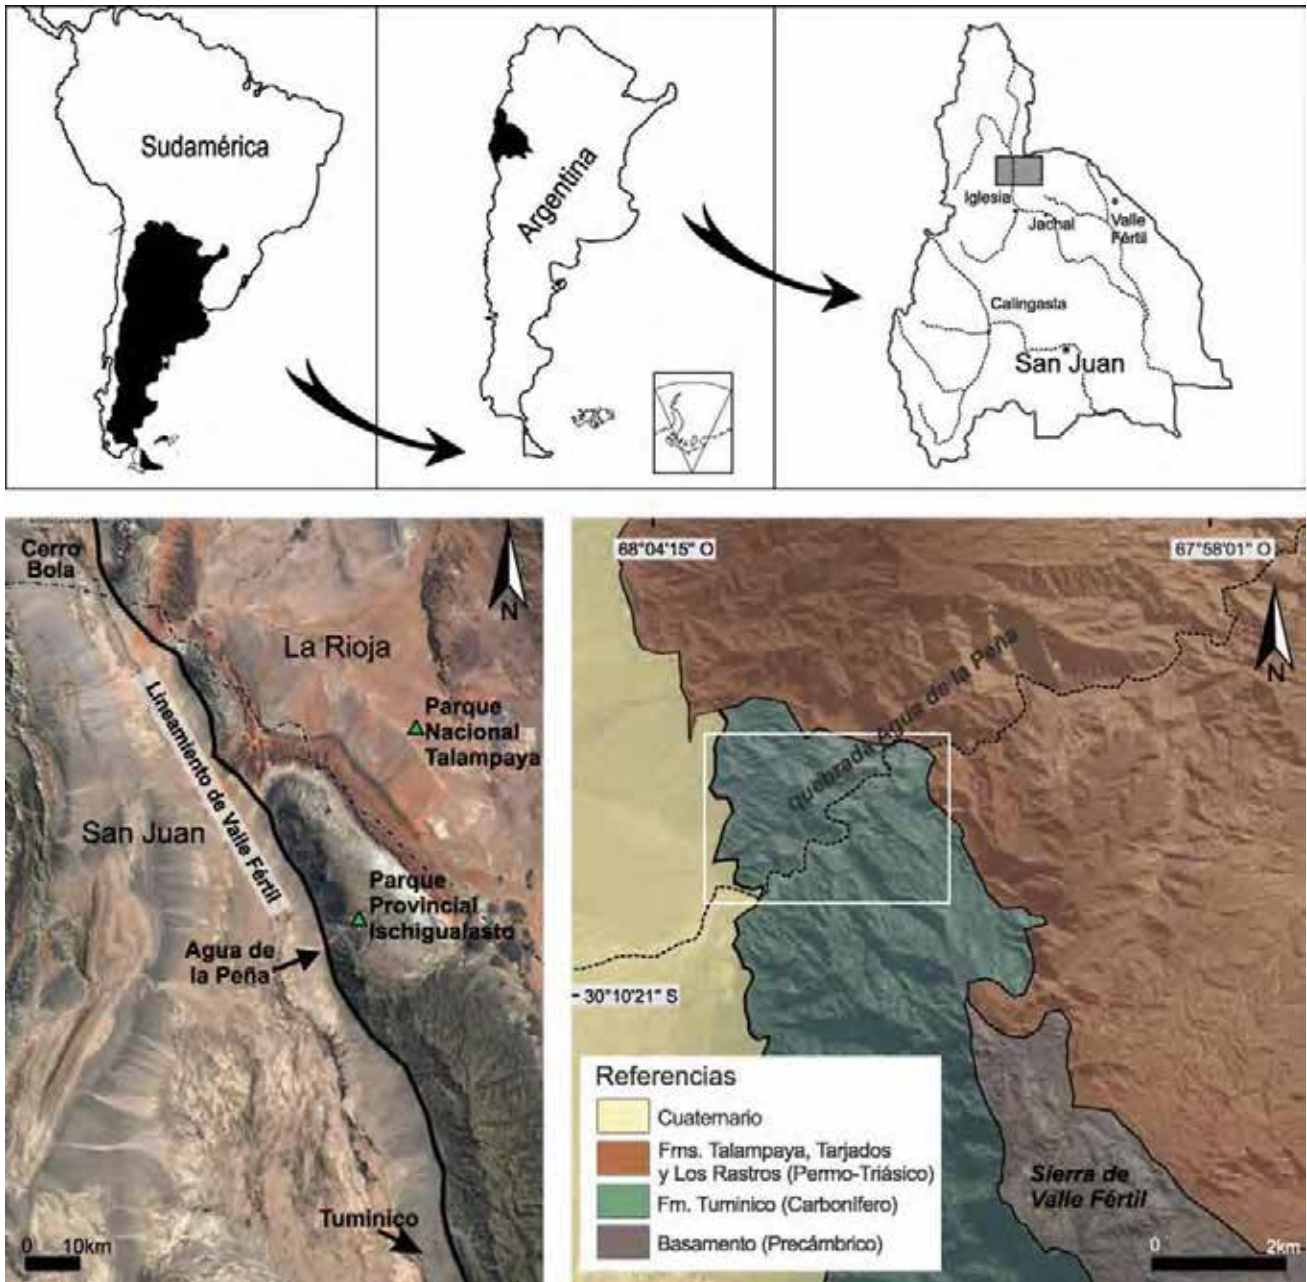 Sudamérica
Argentina
Iglesia
Jachal
Valle
Fértil
Calingasta
San Juan
Cerro
Bola
N
La Rioja
Parque
Nacional
Talampaya
Lineamiento de Valle Fértil
San Juan
Parque
Provincial
Ischigualasto
Agua de
la Peña
Tuminico
0 10km
68°04'15" O
67°58'01" O
N
quebrada Agua de la Peña
30°10'21" S
Referencias
Cuaternario
Fms. Talampaya, Tarjados
y Los Rastros (Permo-Triásico)
Fm. Tuminico (Carbonífero)
Basamento (Precámbrico)
Sierra de
Valle Fértil
0 2km